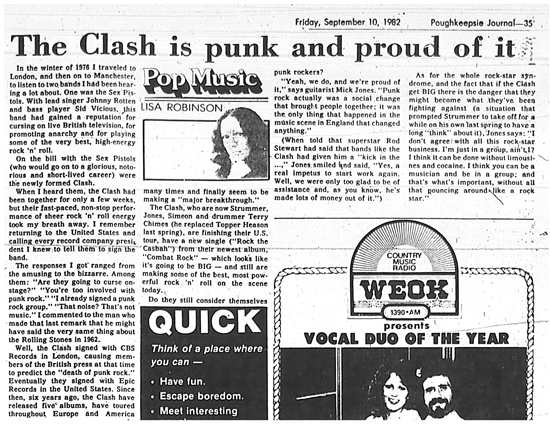 Friday, September 10, 1982 Poughkeepsie Journal—35
The Clash is punk and proud of it
In the winter of 1976 I traveled to
London, and then on to Manchester,
to listen to two bands I had been hear-
ing a lot about. One was the Sex Pis-
tols. With lead singer Johnny Rotten
and bass player Sid Vicious, this
band had gained a reputation for
cursing on live British television, for
promoting anarchy and for playing
some of the very best, high-energy
rock 'n' roll.
On the bill with the Sex Pistols
(who would go on to a glorious, noto-
rious and short-lived career) were
the newly formed Clash.
When I heard them, the Clash had
been together for only a few weeks,
but their fast-paced, non-stop perfor-
mance of sheer rock 'n' roll energy
took my breath away. I remember
returning to the United States and
calling every record company presi-
dent I knew to tell them to sign the
band.
The responses I got ranged from
the amusing to the bizzarre. Among
them: "Are they going to curse on-
stage?" "You're too involved with
punk rock." "I already signed a punk
rock group." "That noise? That's not
music." I commented to the man who
made that last remark that he might
have said the very same thing about
the Rolling Stones in 1962.
Well, the Clash signed with CBS
Records in London, causing mem-
bers of the British press at that time
to predict the "death of punk rock."
Eventually they signed with Epic
Records in the United States. Since
then, six years ago, the Clash have
released five albums, have toured
throughout Europe and America
Pop Music
LISA ROBINSON
many times and finally seem to be
making a "major breakthrough."
The Clash, who are now Strummer,
Jones, Simeon and drummer Terry
Chimes (he replaced Topper Heason
last spring), are finishing their U.S.
tour, have a new single ("Rock the
Casbah") from their newest album,
"Combat Rock" — which looks like
it's going to be BIG — and still are
making some of the best, most pow-
erful rock 'n' roll on the scene
today.
Do they still consider themselves
punk rockers?
"Yeah, we do, and we're proud of
it," says guitarist Mick Jones. "Punk
rock actually was a social change
that brought people together; it was
the only thing that happened in the
music scene in England that changed
anything."
(When told that superstar Rod
Stewart had said that bands like the
Clash had given him a "kick in the
...," Jones smiled and said, "Yes, a
real impetus to start work again.
Well, we were only too glad to be of
assistance and, as you know, he's
made lots of money out of it.")
As for the whole rock-star syn-
drome, and the fact that if the Clash
get BIG there is the danger that they
might become what they've been
fighting against (a situation that
prompted Strummer to take off for a
while on his own last spring to have a
long "think" about it), Jones says: "I
don't agree with all this rock-star
business. I'm just in a group, ain't I?
I think it can be done without limousi-
nes and cocaine. I think you can be a
musician and be in a group; and
that's what's important, without all
that pouncing around like a rock
star."
QUICK
Think of a place where
you can —
• Have fun.
• Escape boredom.
• Meet interesting
COUNTRY
MUSIC
RADIO
WEOK
1390•AM
presents
VOCAL DUO OF THE YEAR